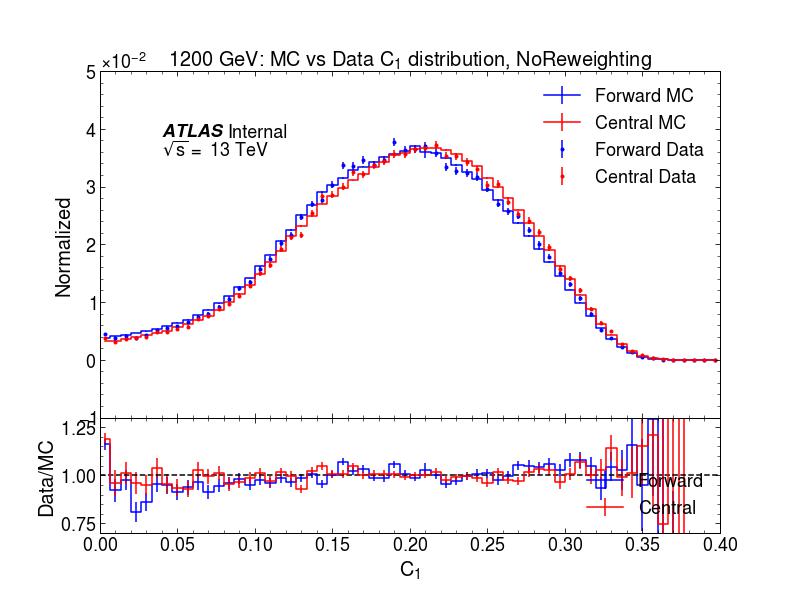 ×10⁻² 1200 GeV: MC vs Data C₁ distribution, NoReweighting
5
4
3
2
1
0
−1
Normalized
ATLAS Internal
√s = 13 TeV
Forward MC
Central MC
Forward Data
Central Data
1.25
1.00
0.75
Data/MC
Forward
Central
0.00 0.05 0.10 0.15 0.20 0.25 0.30 0.35 0.40
C₁